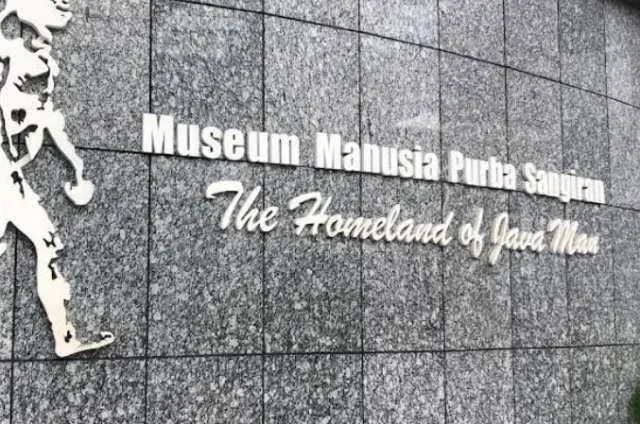 Museum Manusia Purba Sangiran
The Homeland of Java Man